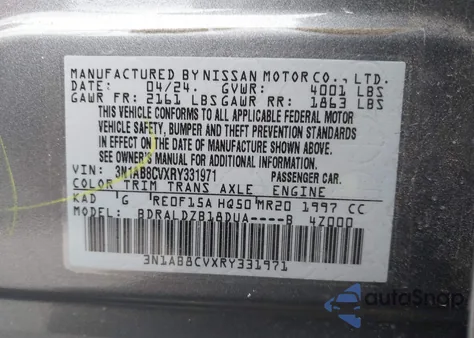 MANUFACTURED BY NISSAN MOTOR CO., LTD.
DATE: 04/24. GVWR: 4001 LBS
GAWR FR: 2161 LBS GAWR RR: 1863 LBS
THIS VEHICLE CONFORMS TO ALL APPLICABLE FEDERAL MOTOR
VEHICLE SAFETY, BUMPER AND THEFT PREVENTION STANDARDS
IN EFFECT ON THE DATE OF MANUFACTURE SHOWN ABOVE.
SEE OWNER'S MANUAL FOR ADDITIONAL INFORMATION.
VIN: 3N1AB8CVXRY331971 PASSENGER CAR.
COLOR TRIM TRANS AXLE ENGINE
KAD G RE0F15A HQ50 MR20 1997 CC
MODEL: BDRALDZB18DUA----B 4Z000
3N1AB8CVXRY331971
autoSnap